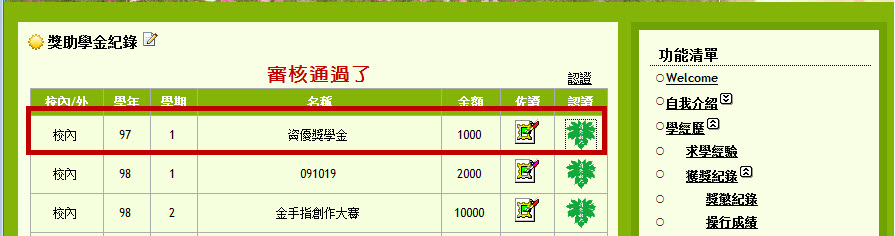 獎助學金紀錄
審核通過了
認證
校內/外 學年 學期 名稱 金額 佐證 認證
校內 97 1 資優獎學金 1000
校內 98 1 091019 2000
校內 98 2 金手指創作大賽 10000
功能清單
Welcome
自我介紹
學經歷
求學經驗
獲獎紀錄
獎懲紀錄
操行成績